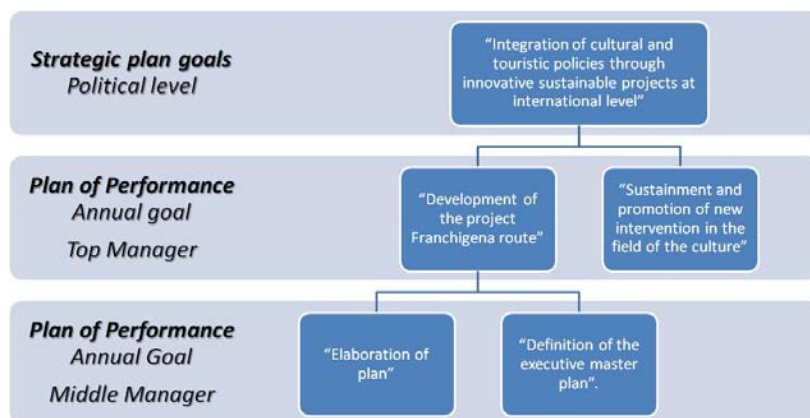 Strategic plan goals
Political level
“Integration of cultural and
touristic policies through
innovative sustainable projects at
international level”
Plan of Performance
Annual goal
Top Manager
“Development of
the project
Franchigena route”
“Sustainment and
promotion of new
intervention in the
field of the culture”
Plan of Performance
Annual Goal
Middle Manager
“Elaboration of
plan”
“Definition of the
executive master
plan”.